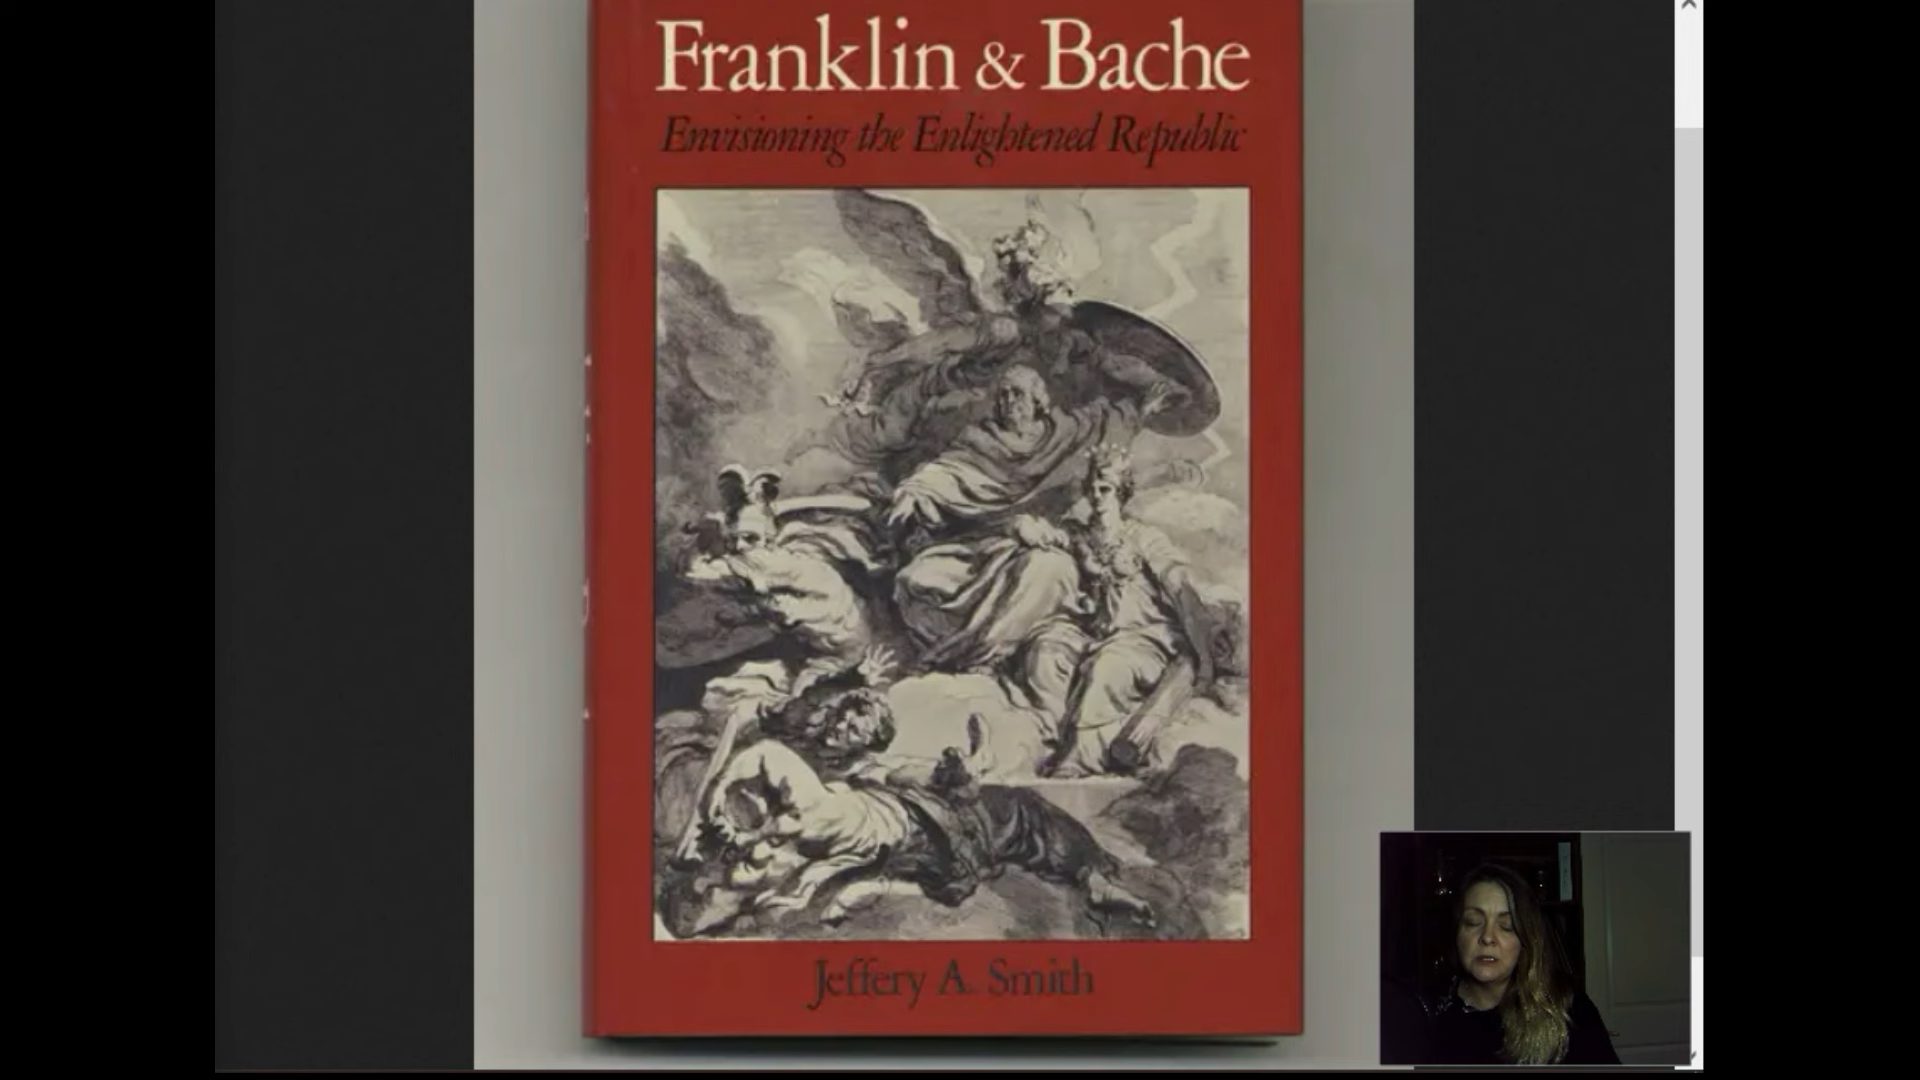 Franklin & Bache
Envisioning the Enlightened Republic
Jeffery A. Smith